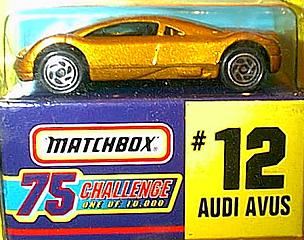 MATCHBOX
75 CHALLENGE
ONE OF 10,000
#12
AUDI AVUS